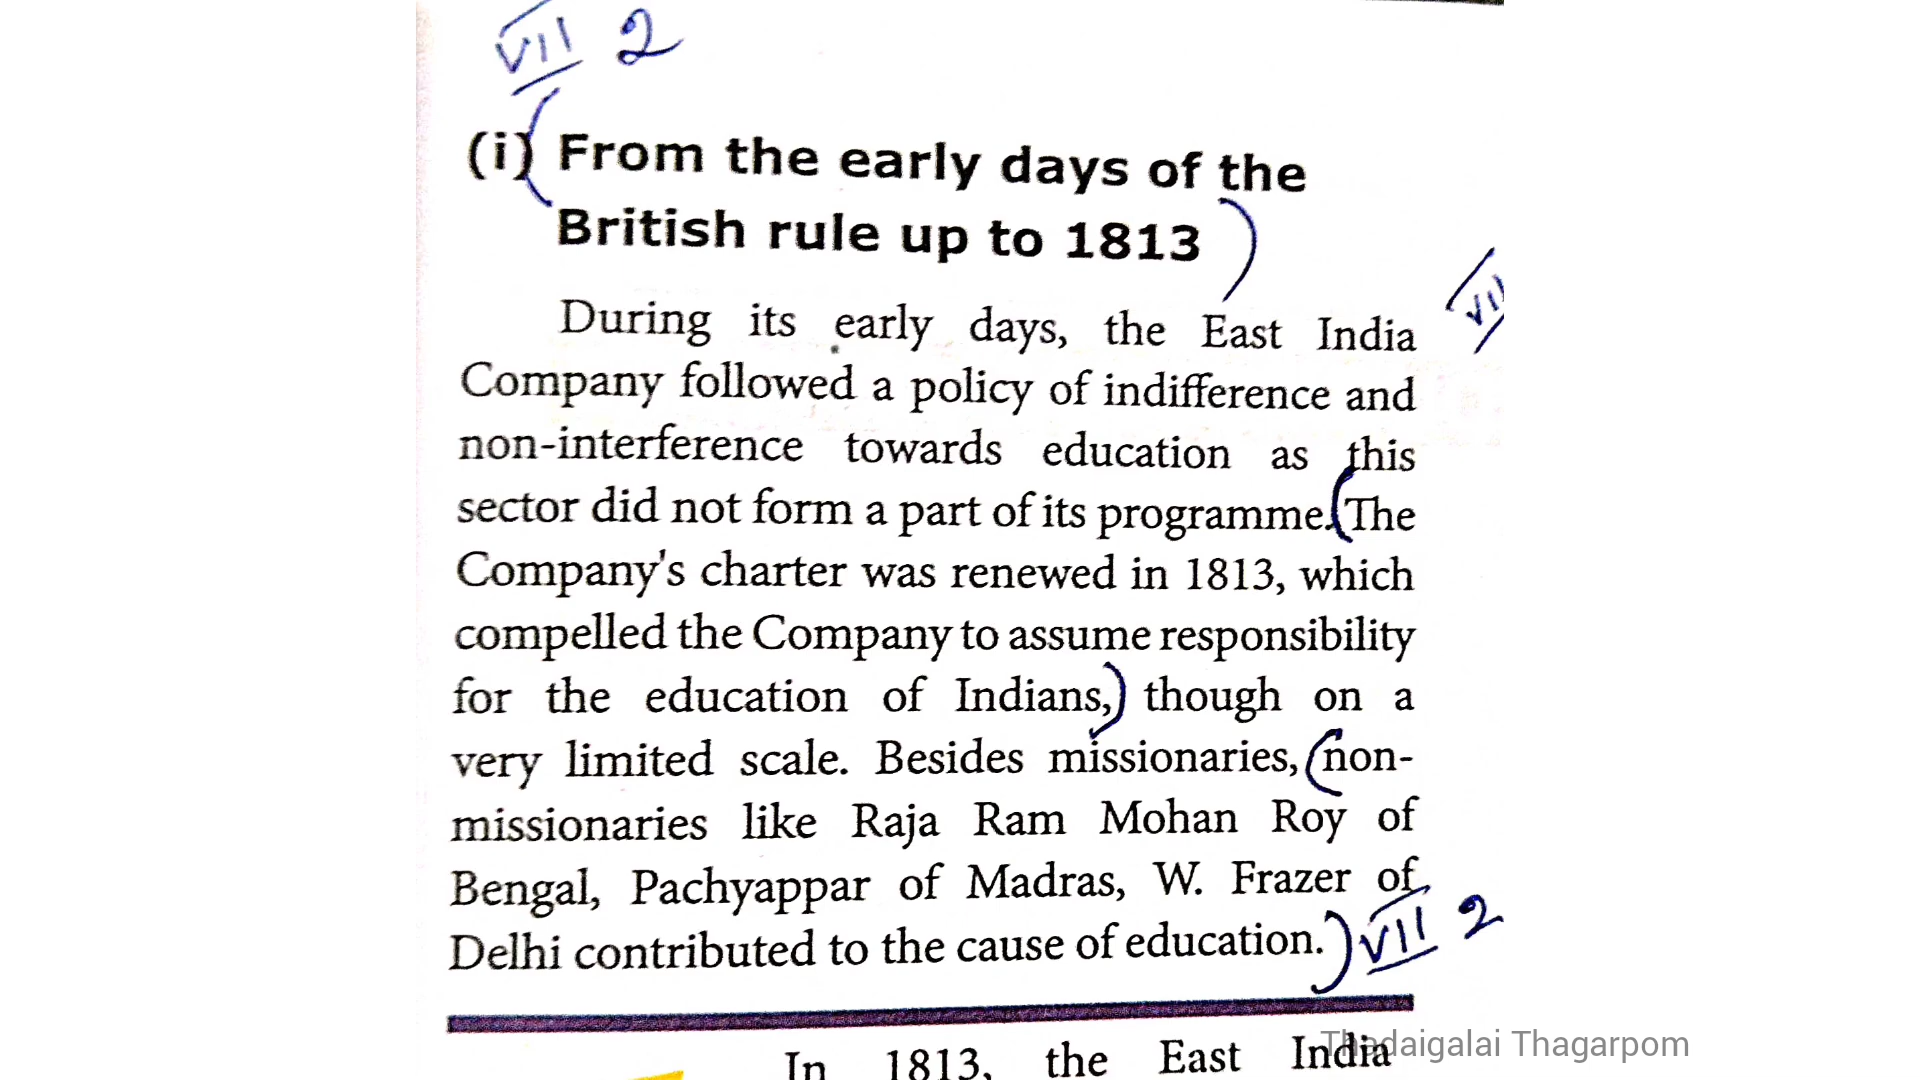 VII 2
(i) From the early days of the
British rule up to 1813
During its early days, the East India
VII
Company followed a policy of indifference and
non-interference towards education as this
sector did not form a part of its programme. The
Company's charter was renewed in 1813, which
compelled the Company to assume responsibility
for the education of Indians, though on a
very limited scale. Besides missionaries, non-
missionaries like Raja Ram Mohan Roy of
Bengal, Pachyappar of Madras, W. Frazer of
Delhi contributed to the cause of education.
VII 2
In 1813, the East India
Thadaigalai Thagarpom